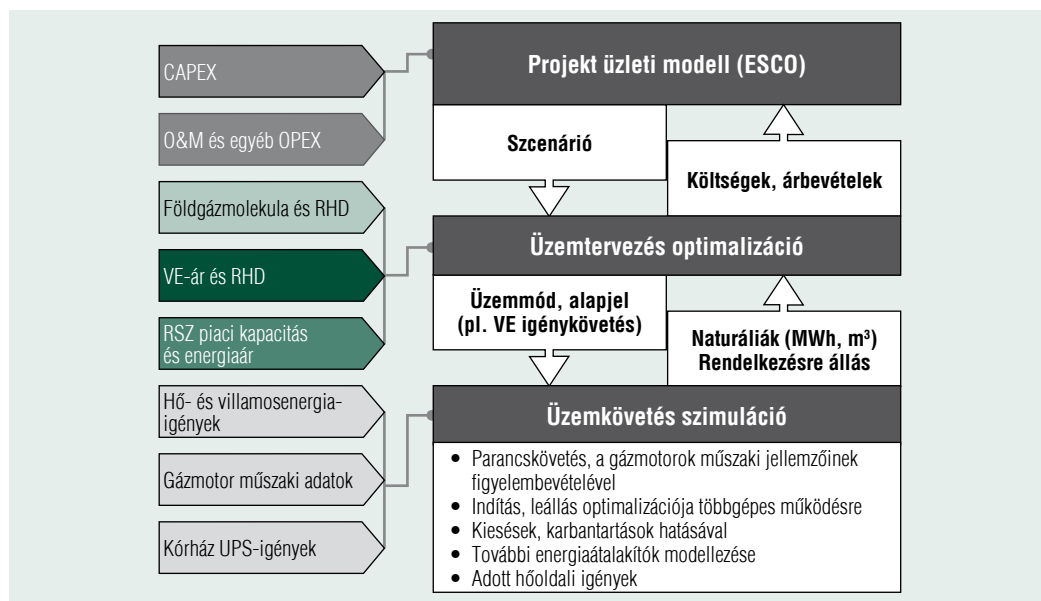 CAPEX
O&M és egyéb OPEX
Földgázmolekula és RHD
VE-ár és RHD
RSZ piaci kapacitás
és energiaár
Hő- és villamosenergia-
igények
Gázmotor műszaki adatok
Kórház UPS-igények
Projekt üzleti modell (ESCO)
Szcenárió
Költségek, árbevételek
Üzemtervezés optimalizáció
Üzemmód, alapjel
(pl. VE igénykövetés)
Naturáliák (MWh, m³)
Rendelkezésre állás
Üzemkövetés szimuláció
• Parancskövetés, a gázmotorok műszaki jellemzőinek
figyelembevételével
• Indítás, leállás optimalizációja többgépes működésre
• Kiesések, karbantartások hatásával
• További energiaátalakítók modellezése
• Adott hőoldali igények